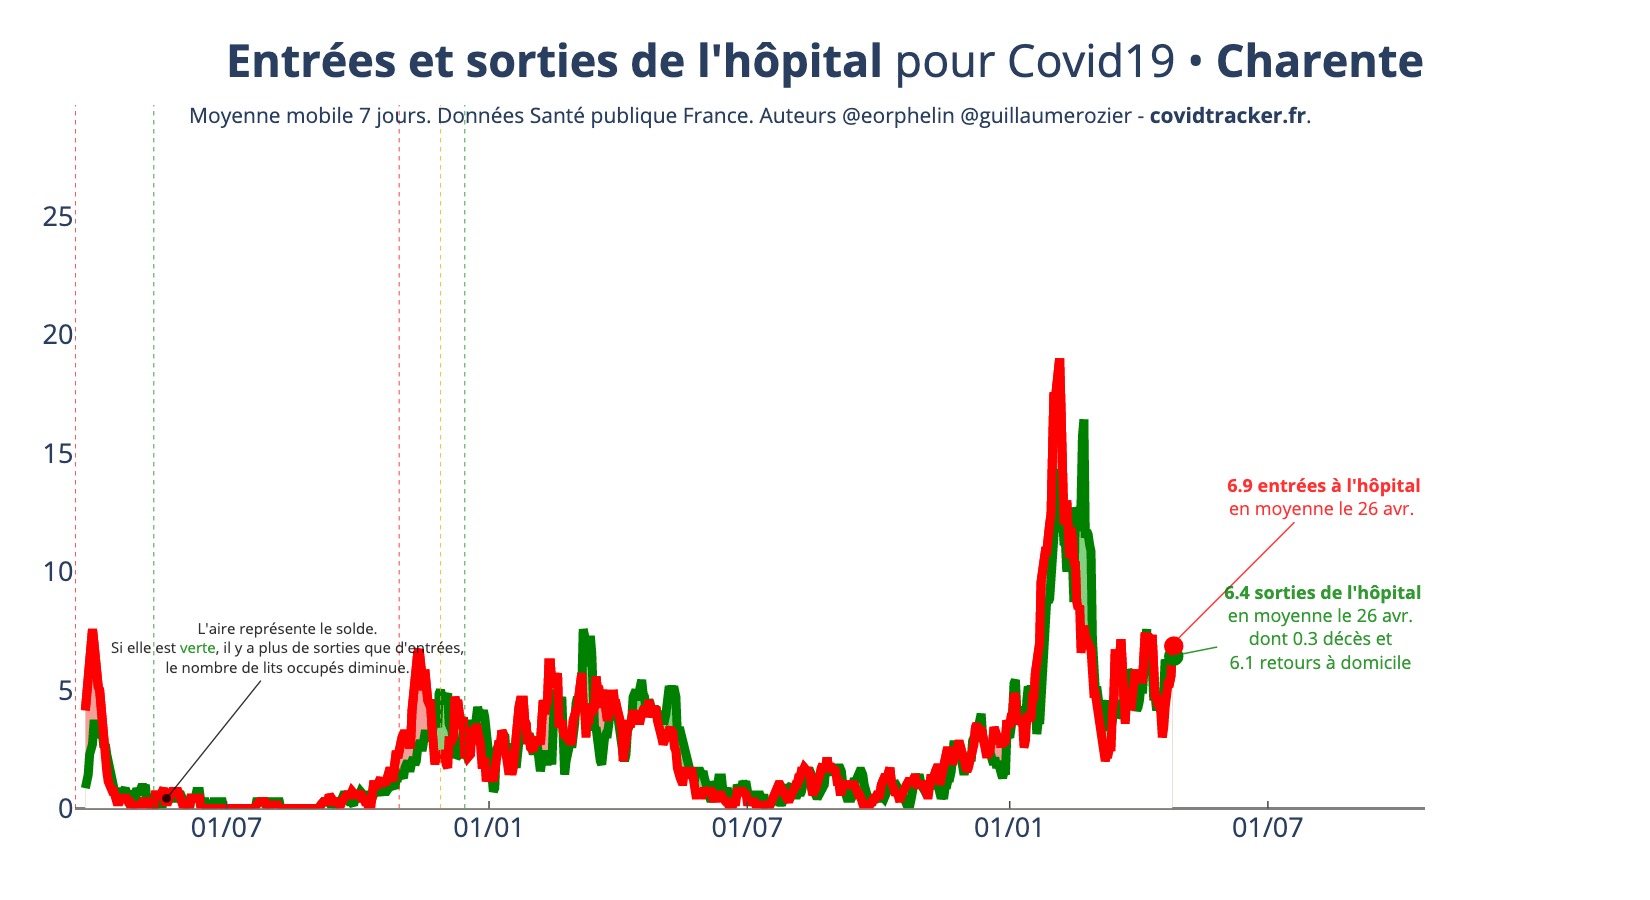 Entrées et sorties de l'hôpital pour Covid19 • Charente
Moyenne mobile 7 jours. Données Santé publique France. Auteurs @eorphelin @guillaumerozier - covidtracker.fr.
25
20
15
10
5
0
L'aire représente le solde.
Si elle est verte, il y a plus de sorties que d'entrées,
le nombre de lits occupés diminue.
6.9 entrées à l'hôpital
en moyenne le 26 avr.
6.4 sorties de l'hôpital
en moyenne le 26 avr.
dont 0.3 décès et
6.1 retours à domicile
01/07
01/01
01/07
01/01
01/07